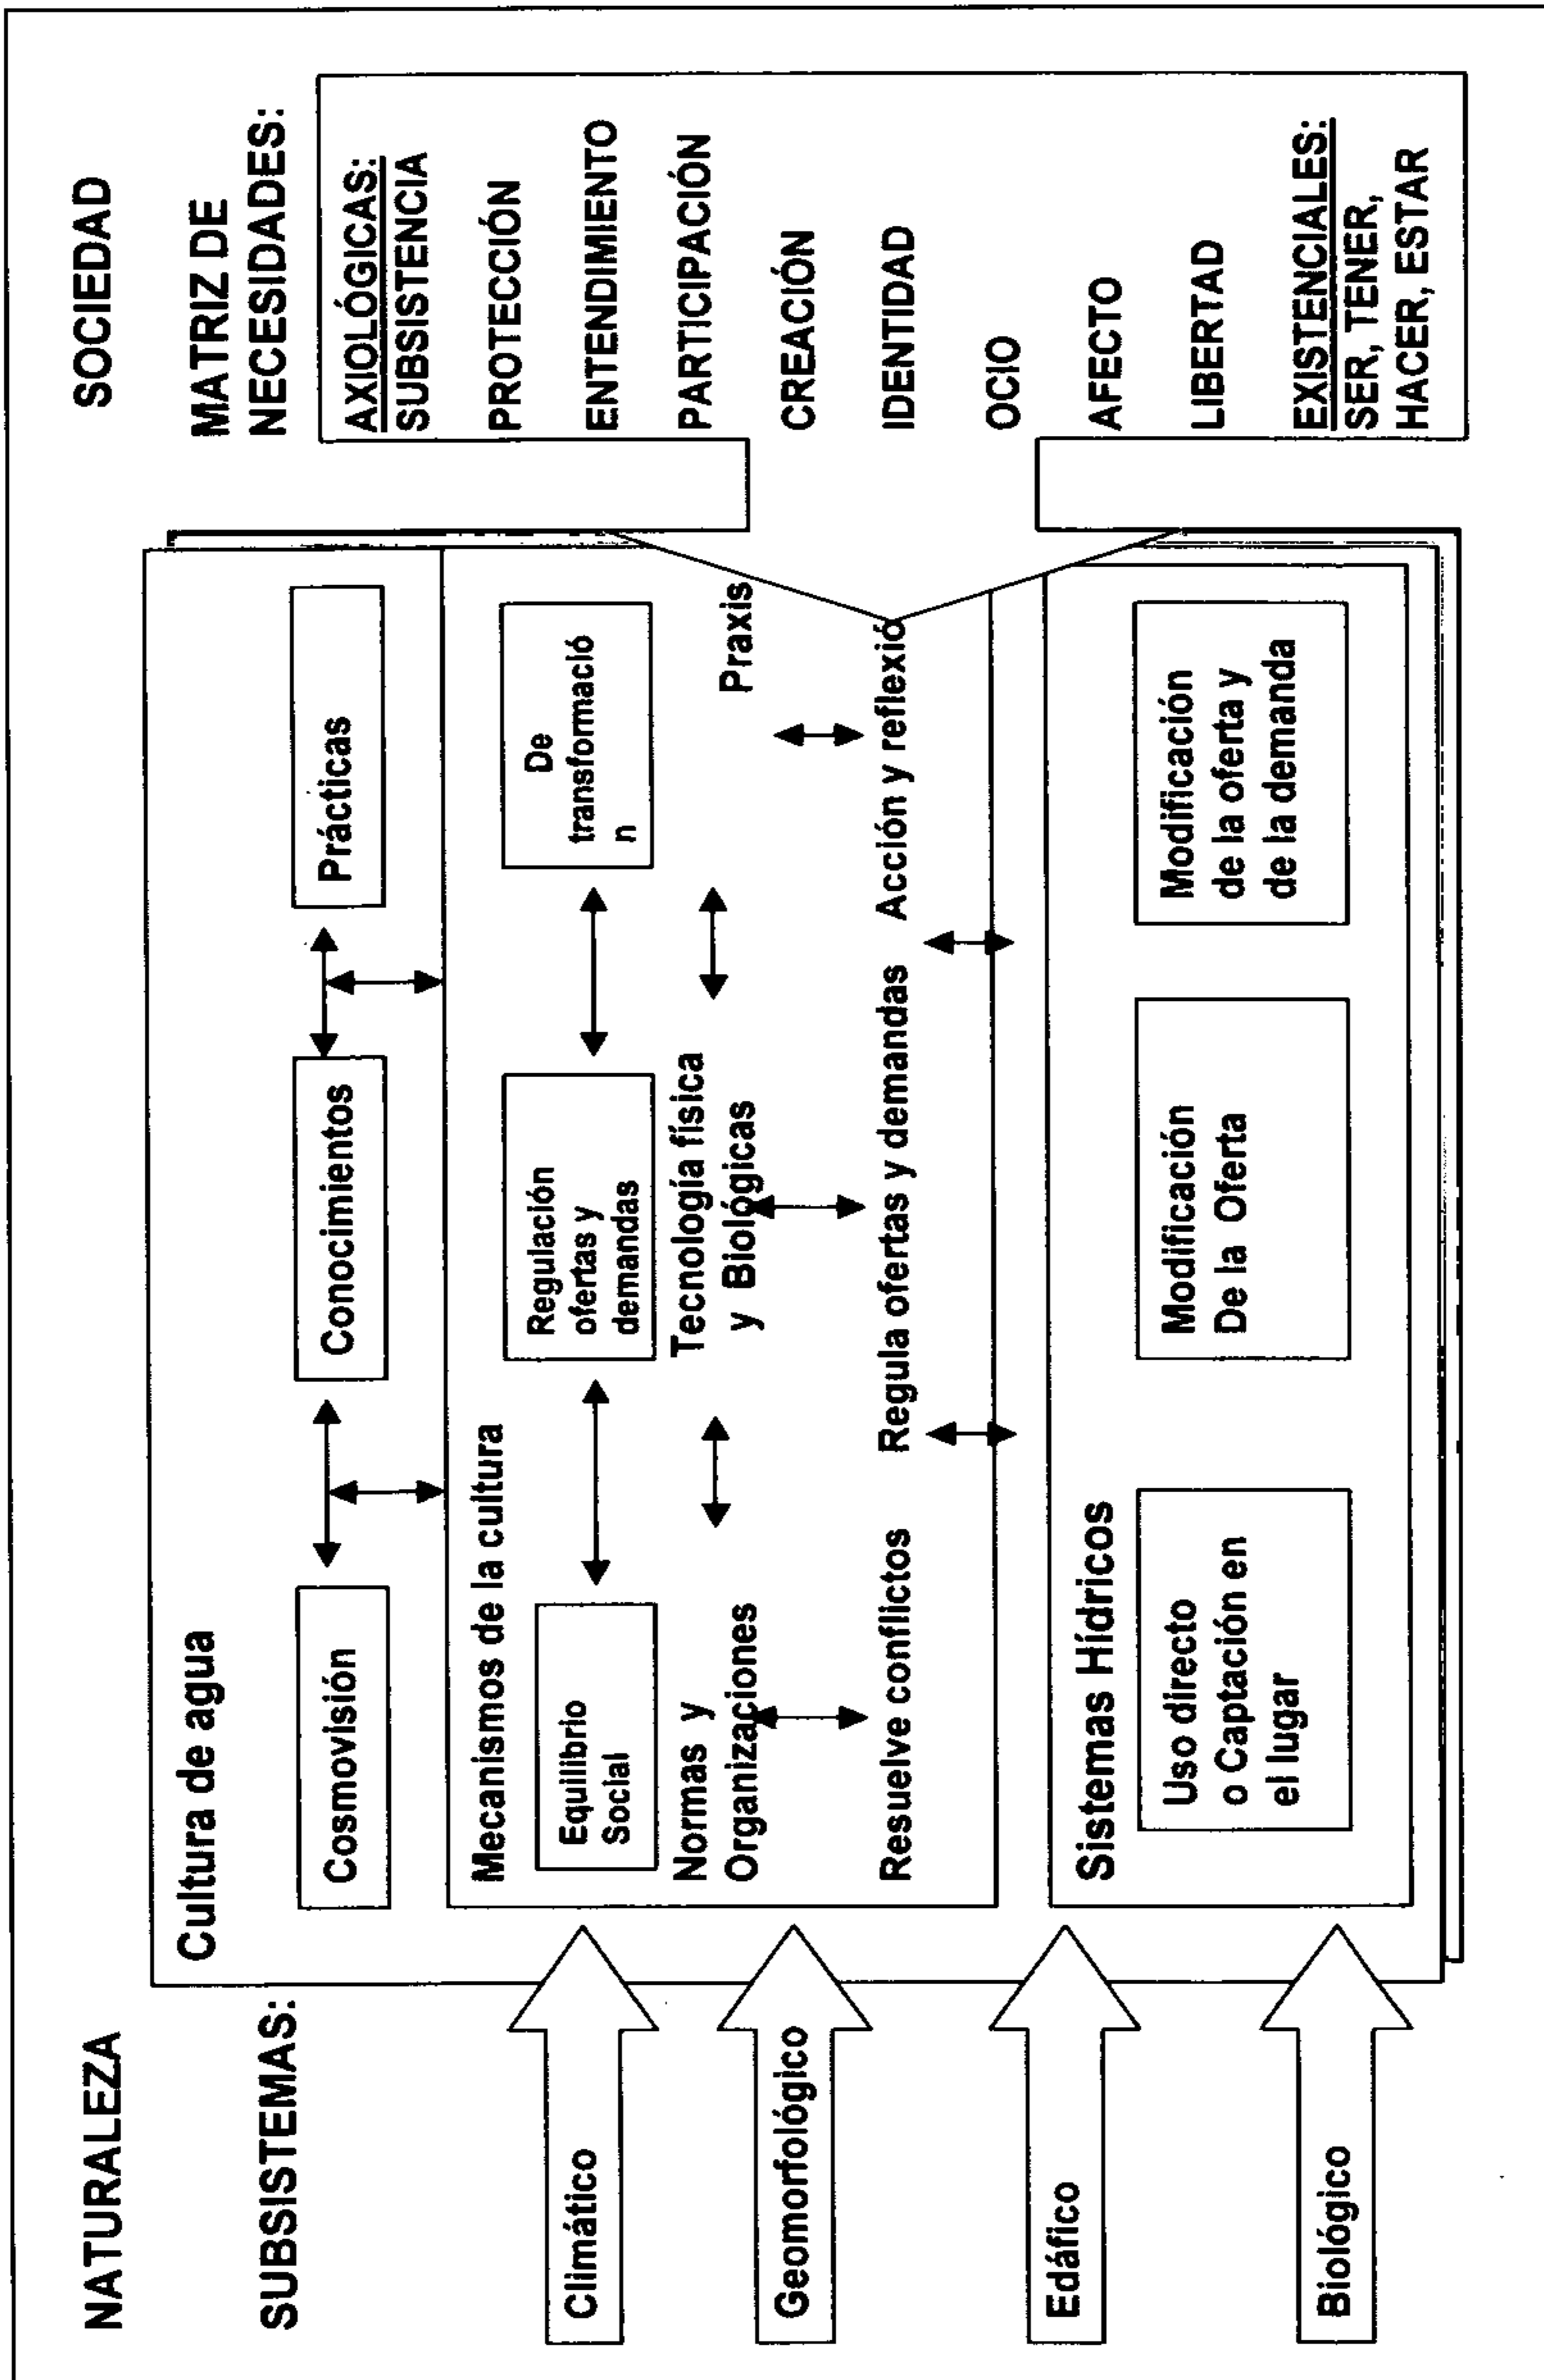 NATURALEZA
SUBSISTEMAS:
Climático
Geomorfológico
Edáfico
Biológico
Cultura de agua
Cosmovisión
Conocimientos
Prácticas
Mecanismos de la cultura
Equilibrio
Social
Regulación
ofertas y
demandas
De
transformació
n
Normas y
Organizaciones
Tecnología física
y Biológicas
Praxis
Resuelve conflictos
Regula ofertas y demandas
Acción y reflexió
Sistemas Hídricos
Uso directo
o Captación en
el lugar
Modificación
De la Oferta
Modificación
de la oferta y
de la demanda
SOCIEDAD
MATRIZ DE
NECESIDADES:
AXIOLÓGICAS:
SUBSISTENCIA
PROTECCIÓN
ENTENDIMIENTO
PARTICIPACIÓN
CREACIÓN
IDENTIDAD
OCIO
AFECTO
LIBERTAD
EXISTENCIALES:
SER, TENER,
HACER, ESTAR